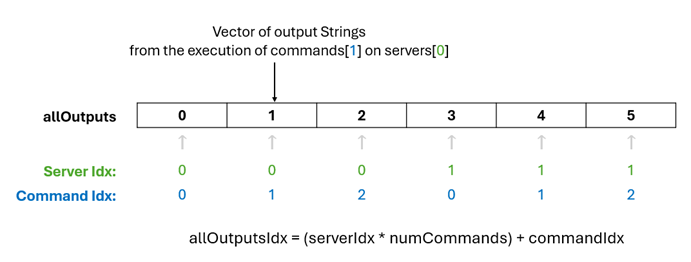 Vector of output Strings
from the execution of commands[1] on servers[0]
allOutputs 0 1 2 3 4 5
Server Idx: 0 0 0 1 1 1
Command Idx: 0 1 2 0 1 2
allOutputsIdx = (serverIdx * numCommands) + commandIdx